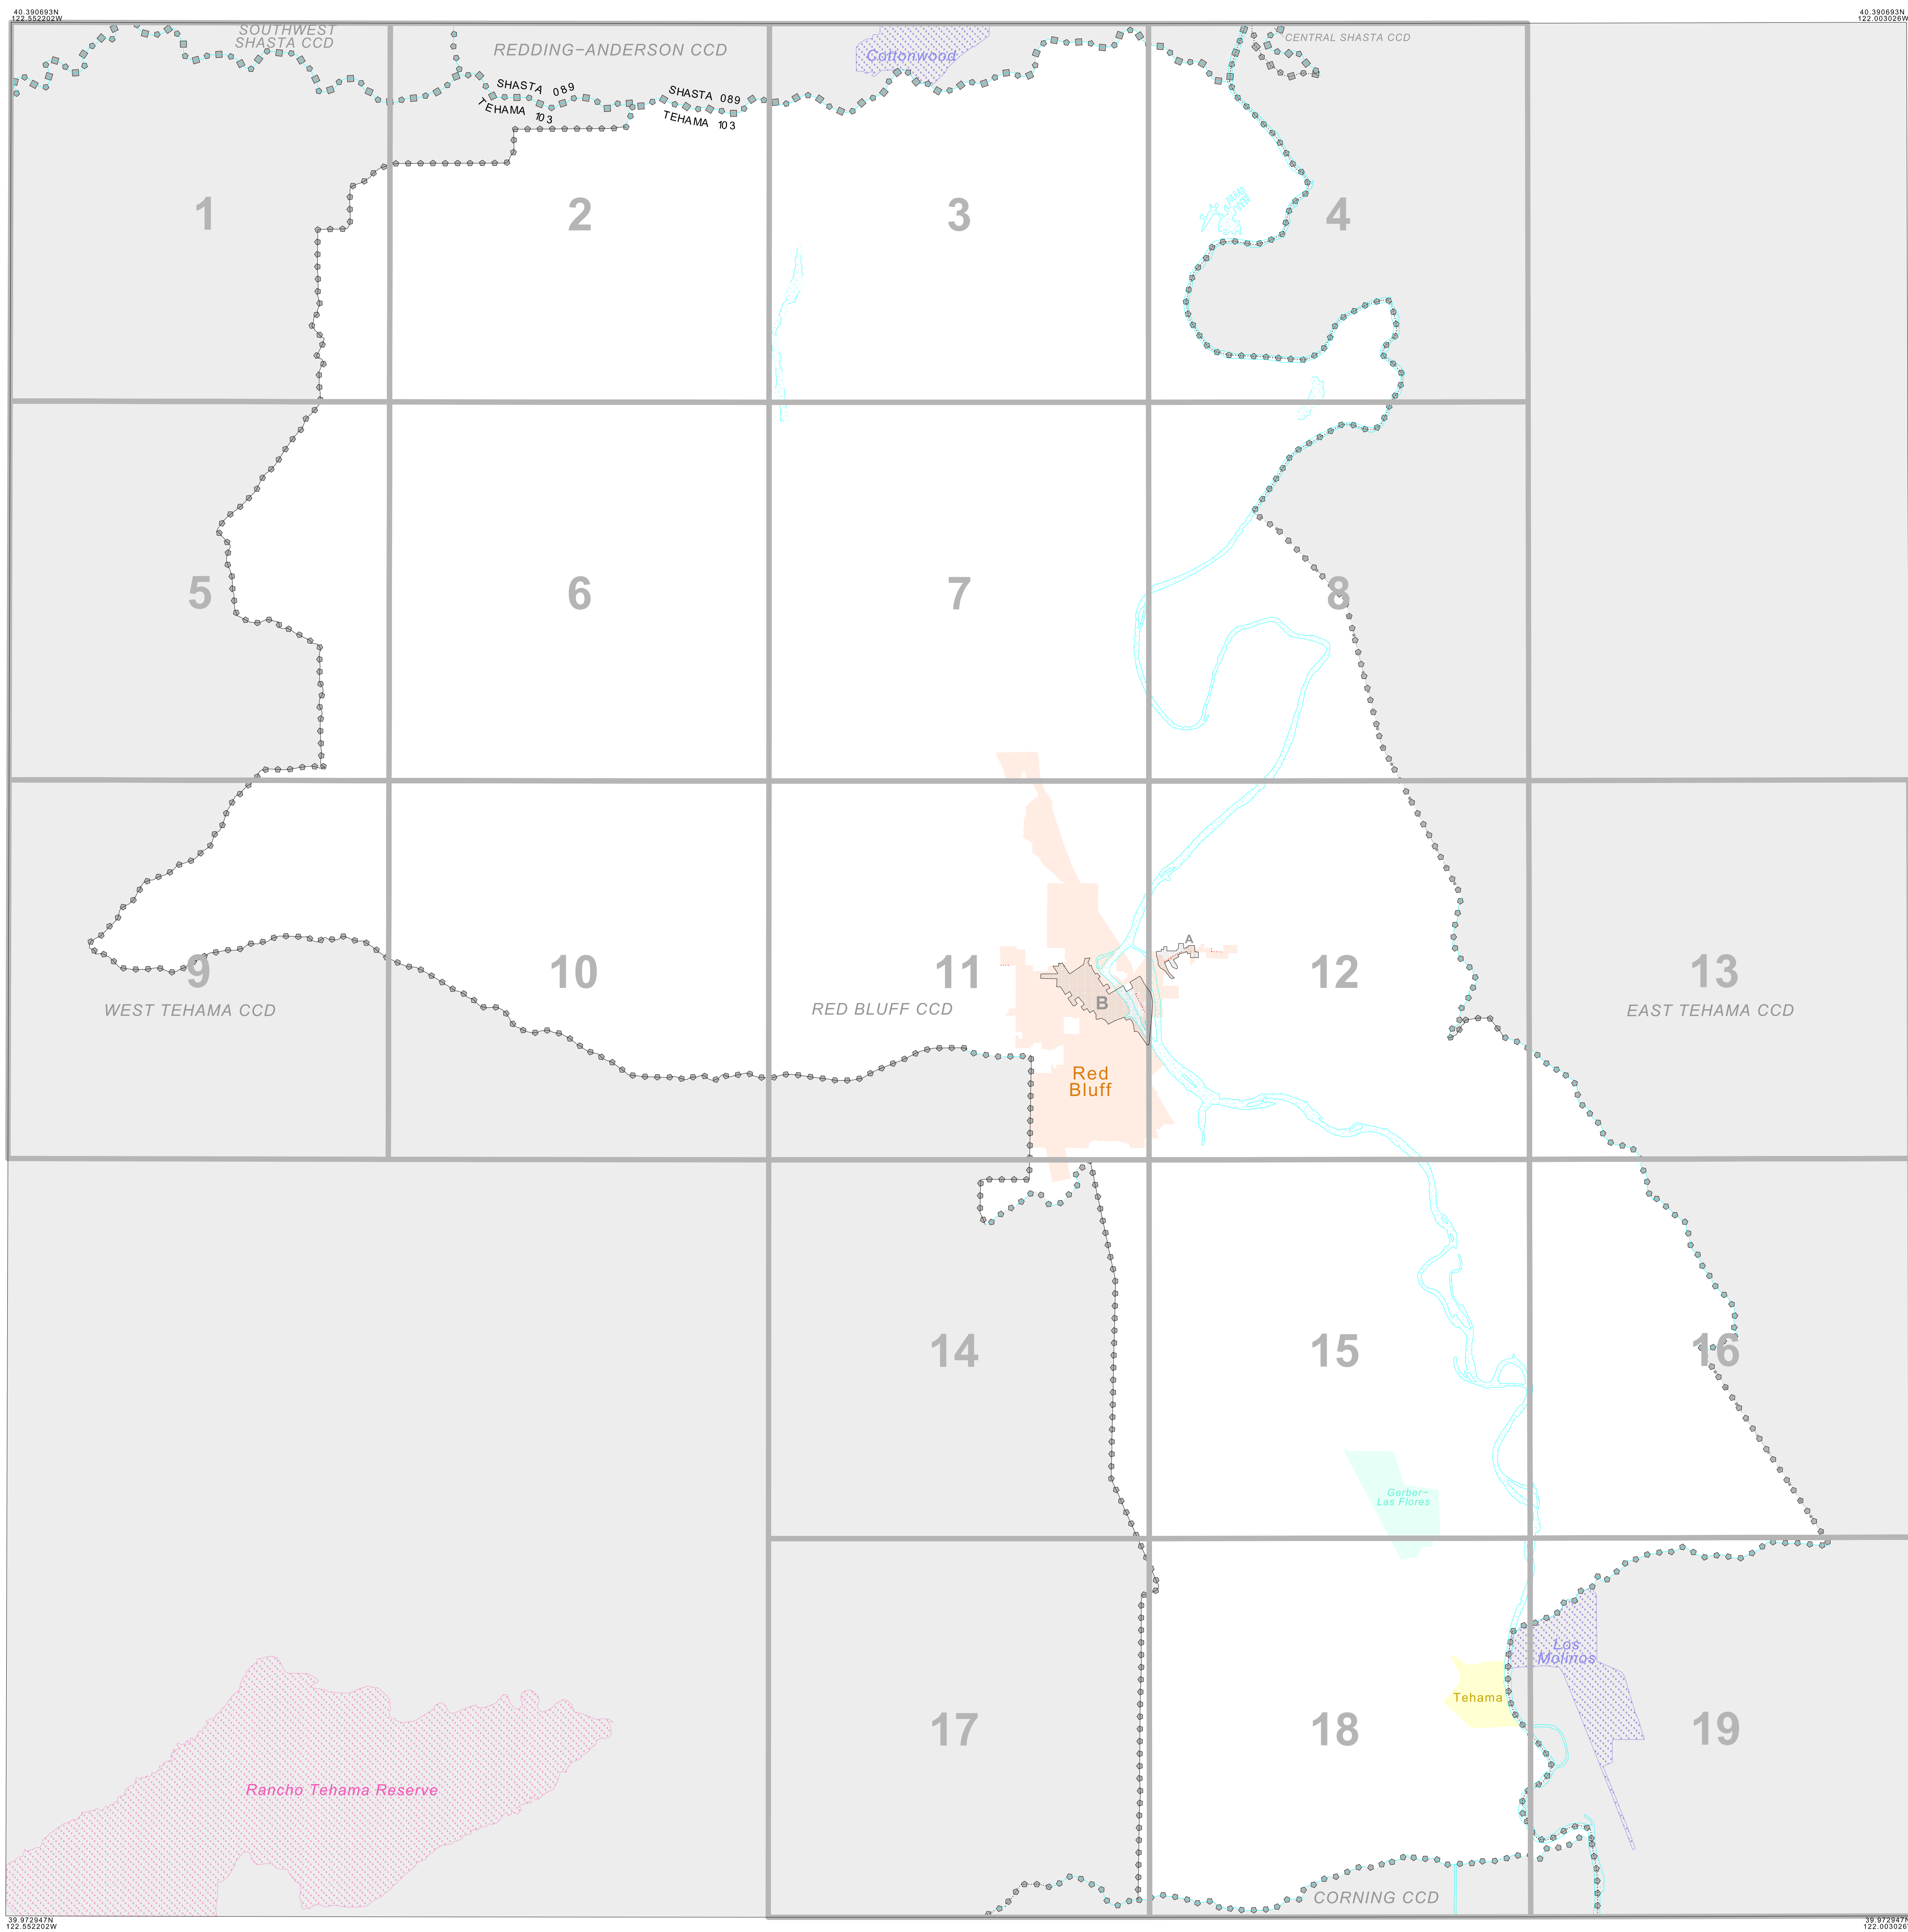 40.390693N
122.552202W
40.390693N
122.003026W
SOUTHWEST
SHASTA CCD
REDDING-ANDERSON CCD
Cottonwood
CENTRAL SHASTA CCD
SHASTA 089
TEHAMA 103
SHASTA 089
TEHAMA 103
1
2
3
4
5
6
7
8
A
9
10
11
B
12
13
WEST TEHAMA CCD
RED BLUFF CCD
EAST TEHAMA CCD
Red
Bluff
14
15
16
Gerber-
Las Flores
Los
Molinos
Tehama
17
18
19
Rancho Tehama Reserve
CORNING CCD
39.972947N
122.552202W
39.972947N
122.003026W